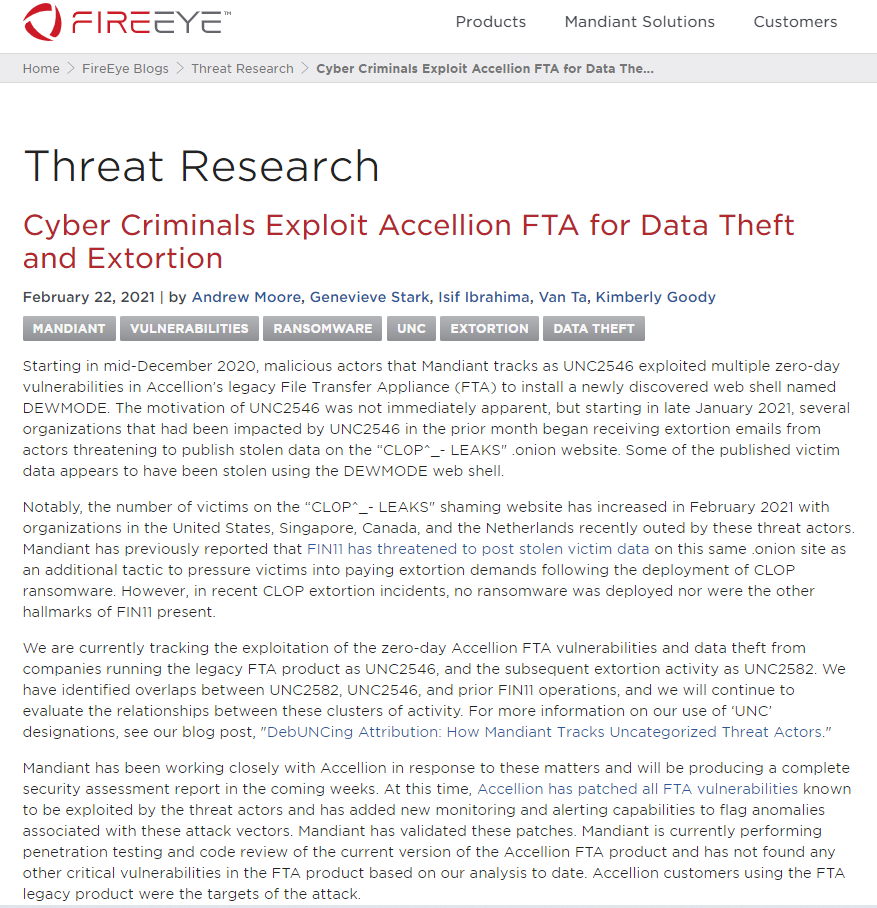 FIREEYE™
Products Mandiant Solutions Customers
Home > FireEye Blogs > Threat Research > Cyber Criminals Exploit Accellion FTA for Data The...
Threat Research
Cyber Criminals Exploit Accellion FTA for Data Theft
and Extortion
February 22, 2021 | by Andrew Moore, Genevieve Stark, Isif Ibrahima, Van Ta, Kimberly Goody
MANDIANT VULNERABILITIES RANSOMWARE UNC EXTORTION DATA THEFT
Starting in mid-December 2020, malicious actors that Mandiant tracks as UNC2546 exploited multiple zero-day
vulnerabilities in Accellion’s legacy File Transfer Appliance (FTA) to install a newly discovered web shell named
DEWMODE. The motivation of UNC2546 was not immediately apparent, but starting in late January 2021, several
organizations that had been impacted by UNC2546 in the prior month began receiving extortion emails from
actors threatening to publish stolen data on the “CL0P^_- LEAKS" .onion website. Some of the published victim
data appears to have been stolen using the DEWMODE web shell.
Notably, the number of victims on the “CL0P^_- LEAKS" shaming website has increased in February 2021 with
organizations in the United States, Singapore, Canada, and the Netherlands recently outed by these threat actors.
Mandiant has previously reported that FIN11 has threatened to post stolen victim data on this same .onion site as
an additional tactic to pressure victims into paying extortion demands following the deployment of CLOP
ransomware. However, in recent CLOP extortion incidents, no ransomware was deployed nor were the other
hallmarks of FIN11 present.
We are currently tracking the exploitation of the zero-day Accellion FTA vulnerabilities and data theft from
companies running the legacy FTA product as UNC2546, and the subsequent extortion activity as UNC2582. We
have identified overlaps between UNC2582, UNC2546, and prior FIN11 operations, and we will continue to
evaluate the relationships between these clusters of activity. For more information on our use of ‘UNC’
designations, see our blog post, "DebUNCing Attribution: How Mandiant Tracks Uncategorized Threat Actors."
Mandiant has been working closely with Accellion in response to these matters and will be producing a complete
security assessment report in the coming weeks. At this time, Accellion has patched all FTA vulnerabilities known
to be exploited by the threat actors and has added new monitoring and alerting capabilities to flag anomalies
associated with these attack vectors. Mandiant has validated these patches. Mandiant is currently performing
penetration testing and code review of the current version of the Accellion FTA product and has not found any
other critical vulnerabilities in the FTA product based on our analysis to date. Accellion customers using the FTA
legacy product were the targets of the attack.